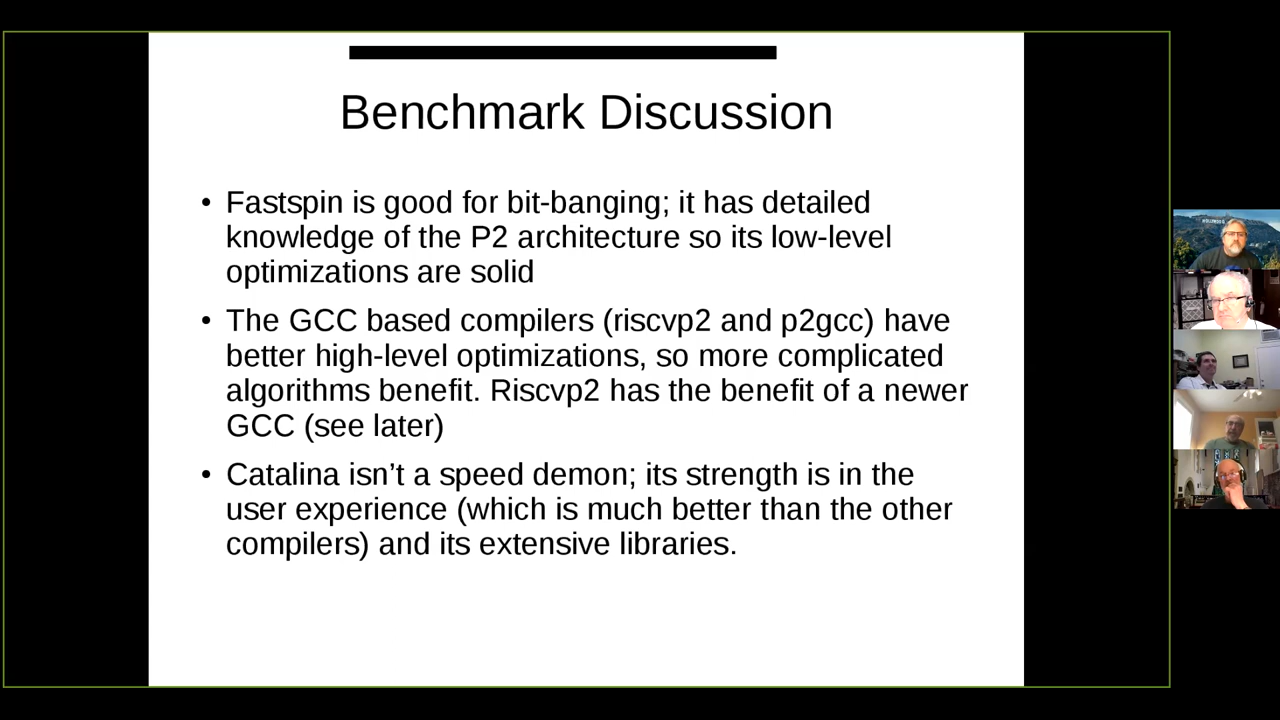 Benchmark Discussion
• Fastspin is good for bit-banging; it has detailed
knowledge of the P2 architecture so its low-level
optimizations are solid
• The GCC based compilers (riscvp2 and p2gcc) have
better high-level optimizations, so more complicated
algorithms benefit. Riscvp2 has the benefit of a newer
GCC (see later)
• Catalina isn’t a speed demon; its strength is in the
user experience (which is much better than the other
compilers) and its extensive libraries.